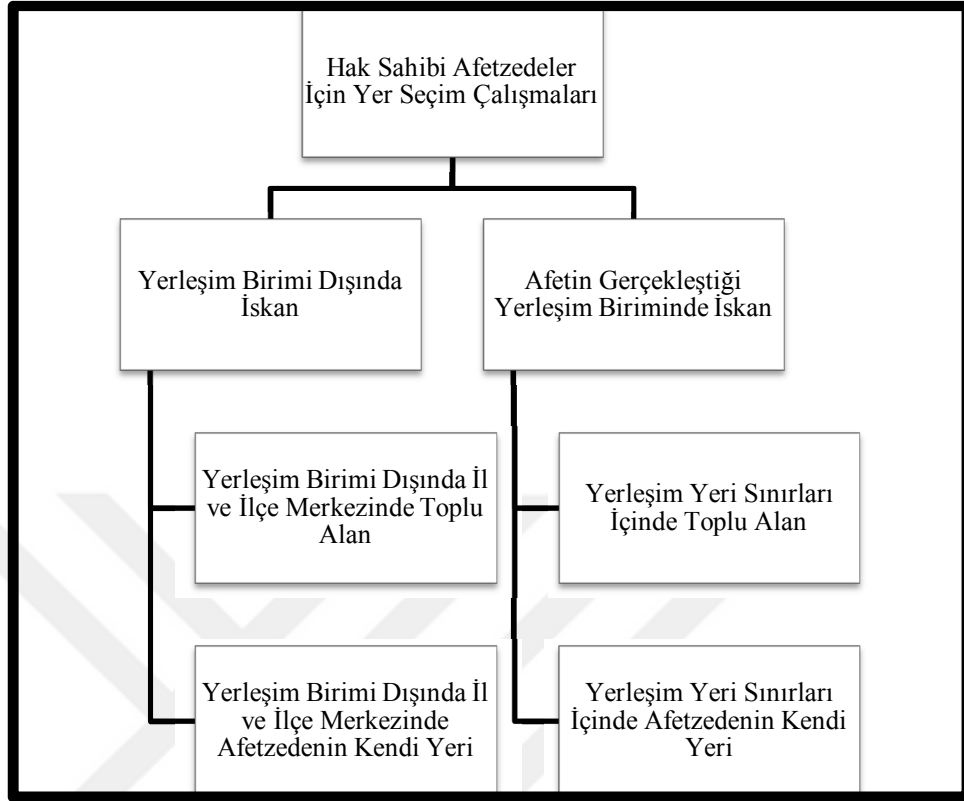 Hak Sahibi Afetzedeler
İçin Yer Seçim Çalışmaları
Yerleşim Birimi Dışında
İskan
Afetin Gerçekleştiği
Yerleşim Biriminde İskan
Yerleşim Birimi Dışında İl
ve İlçe Merkezinde Toplu
Alan
Yerleşim Yeri Sınırları
İçinde Toplu Alan
Yerleşim Birimi Dışında İl
ve İlçe Merkezinde
Afetzedenin Kendi Yeri
Yerleşim Yeri Sınırları
İçinde Afetzedenin Kendi
Yeri